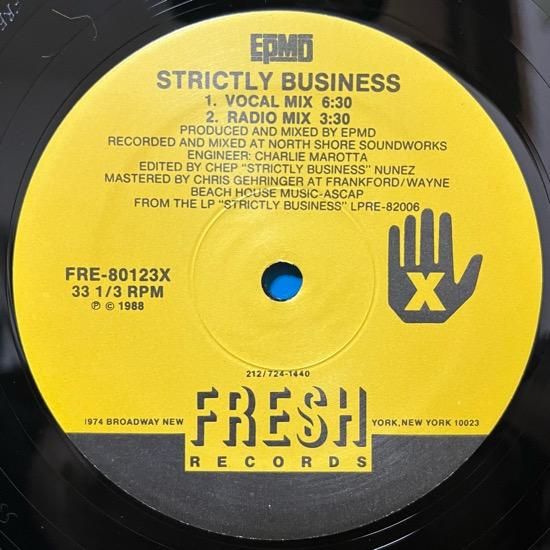 EPMD
STRICTLY BUSINESS
1. VOCAL MIX 6:30
2. RADIO MIX 3:30
PRODUCED AND MIXED BY EPMD
RECORDED AND MIXED AT NORTH SHORE SOUNDWORKS
ENGINEER: CHARLIE MAROTTA
EDITED BY CHEP "STRICTLY BUSINESS" NUNEZ
MASTERED BY CHRIS GEHRINGER AT FRANKFORD/WAYNE
BEACH HOUSE MUSIC-ASCAP
FROM THE LP "STRICTLY BUSINESS" LPRE-82006
FRE-80123X
33 1/3 RPM
℗ © 1988
X
212/724-1440
1974 BROADWAY NEW YORK, NEW YORK 10023
FRESH
RECORDS